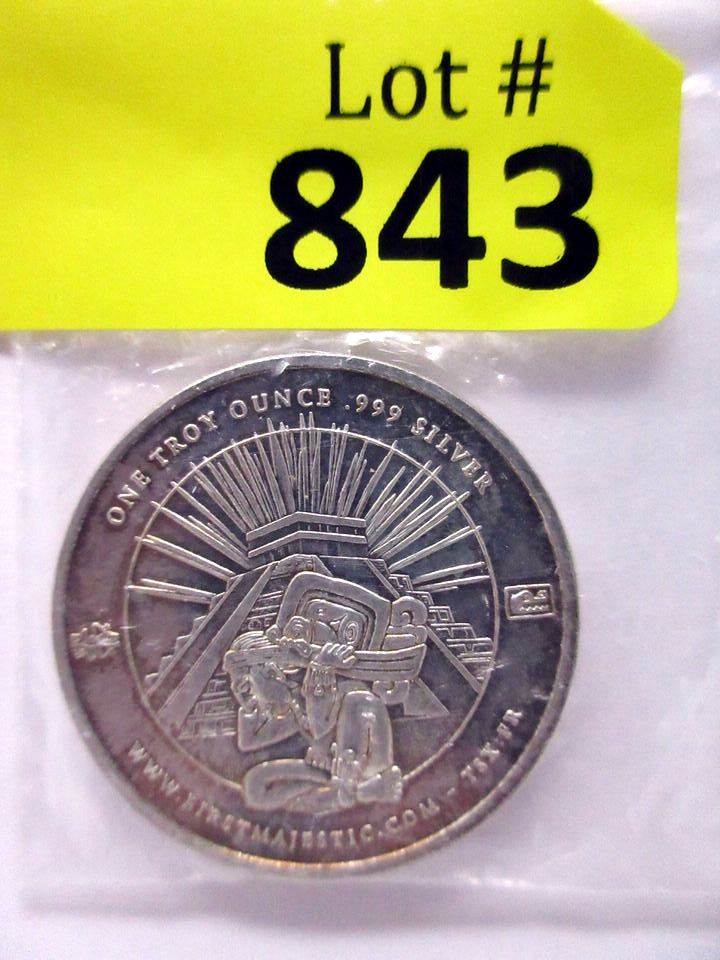 Lot #
843
ONE TROY OUNCE .999 SILVER
WWW.FIRSTMAJESTIC.COM - TSX:FR